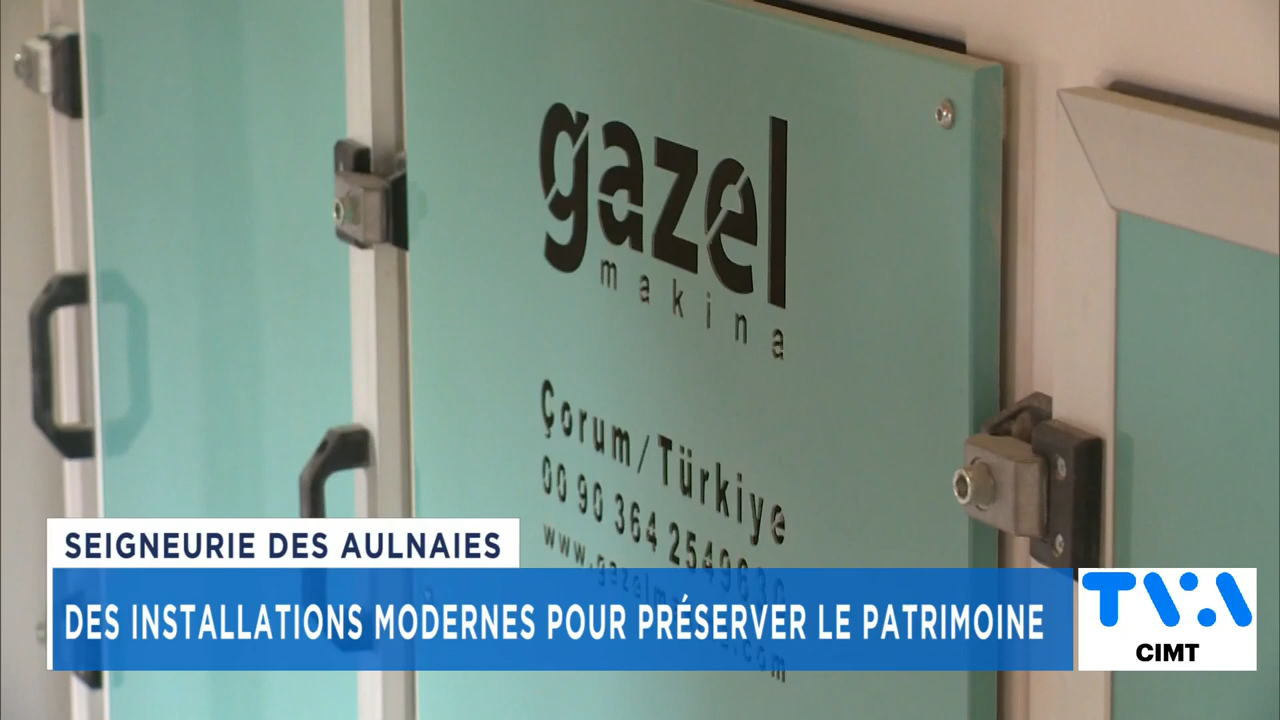 gazel
makina
Çorum/Türkiye
00 90 364 2549630
SEIGNEURIE DES AULNAIES
DES INSTALLATIONS MODERNES POUR PRÉSERVER LE PATRIMOINE
TVA
CIMT